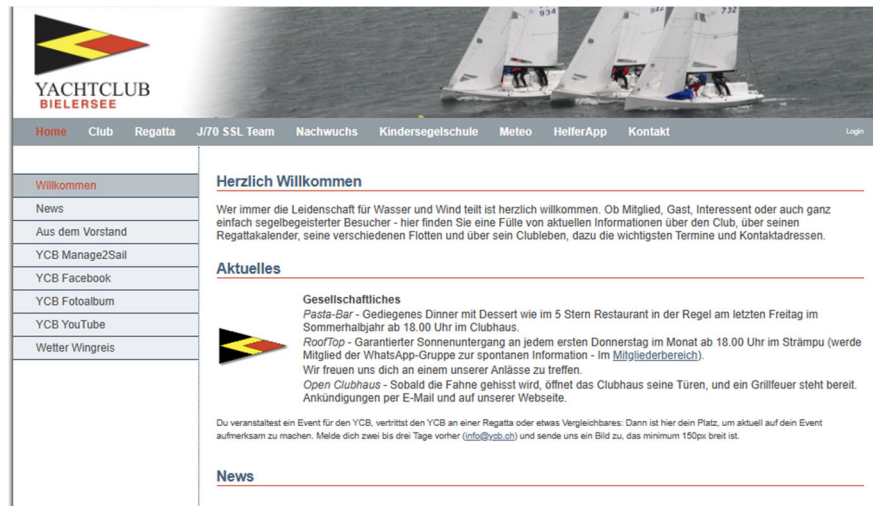 934
842
732
YACHTCLUB
BIELERSEE
Home Club Regatta J/70 SSL Team Nachwuchs Kindersegelschule Meteo HelferApp Kontakt Login
Willkommen
News
Aus dem Vorstand
YCB Manage2Sail
YCB Facebook
YCB Fotoalbum
YCB YouTube
Wetter Wingreis
Herzlich Willkommen
Wer immer die Leidenschaft für Wasser und Wind teilt ist herzlich willkommen. Ob Mitglied, Gast, Interessent oder auch ganz
einfach segelbegeisterter Besucher - hier finden Sie eine Fülle von aktuellen Informationen über den Club, über seinen
Regattakalender, seine verschiedenen Flotten und über sein Clubleben, dazu die wichtigsten Termine und Kontaktadressen.
Aktuelles
Gesellschaftliches
Pasta-Bar - Gediegenes Dinner mit Dessert wie im 5 Stern Restaurant in der Regel am letzten Freitag im
Sommerhalbjahr ab 18.00 Uhr im Clubhaus.
RoofTop - Garantierter Sonnenuntergang an jedem ersten Donnerstag im Monat ab 18.00 Uhr im Strämpu (werde
Mitglied der WhatsApp-Gruppe zur spontanen Information - Im Mitgliederbereich).
Wir freuen uns dich an einem unserer Anlässe zu treffen.
Open Clubhaus - Sobald die Fahne gehisst wird, öffnet das Clubhaus seine Türen, und ein Grillfeuer steht bereit.
Ankündigungen per E-Mail und auf unserer Webseite.
Du veranstaltest ein Event für den YCB, vertrittst den YCB an einer Regatta oder etwas Vergleichbares: Dann ist hier dein Platz, um aktuell auf dein Event
aufmerksam zu machen. Melde dich zwei bis drei Tage vorher (info@ycb.ch) und sende uns ein Bild zu, das minimum 150px breit ist.
News